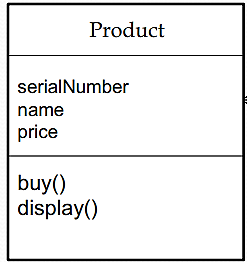 Product
serialNumber
name
price
buy()
display()